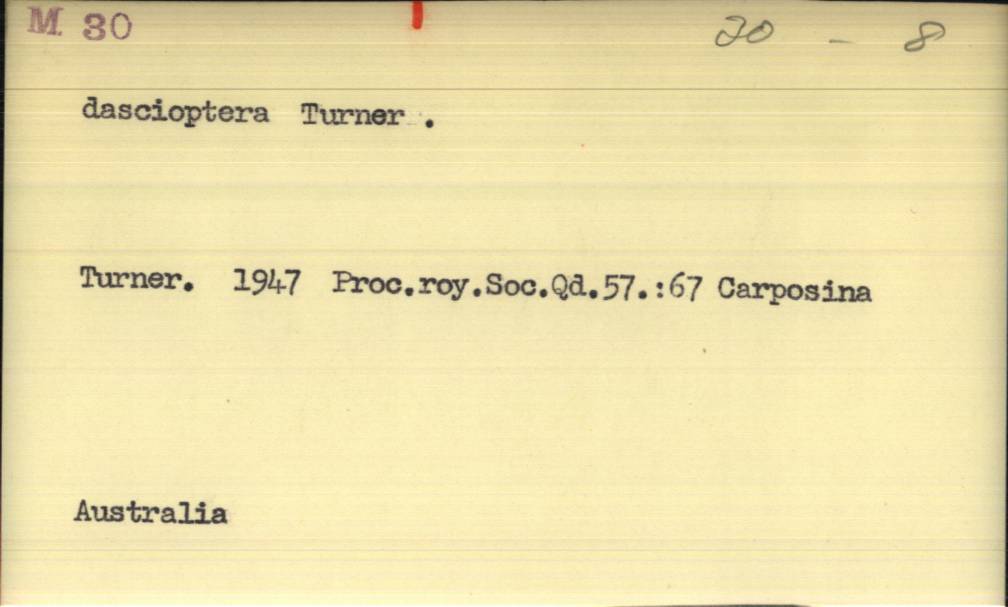 M 30
20 - 8
dascioptera Turner .
Turner. 1947 Proc.roy.Soc.Qd.57.:67 Carposina
Australia